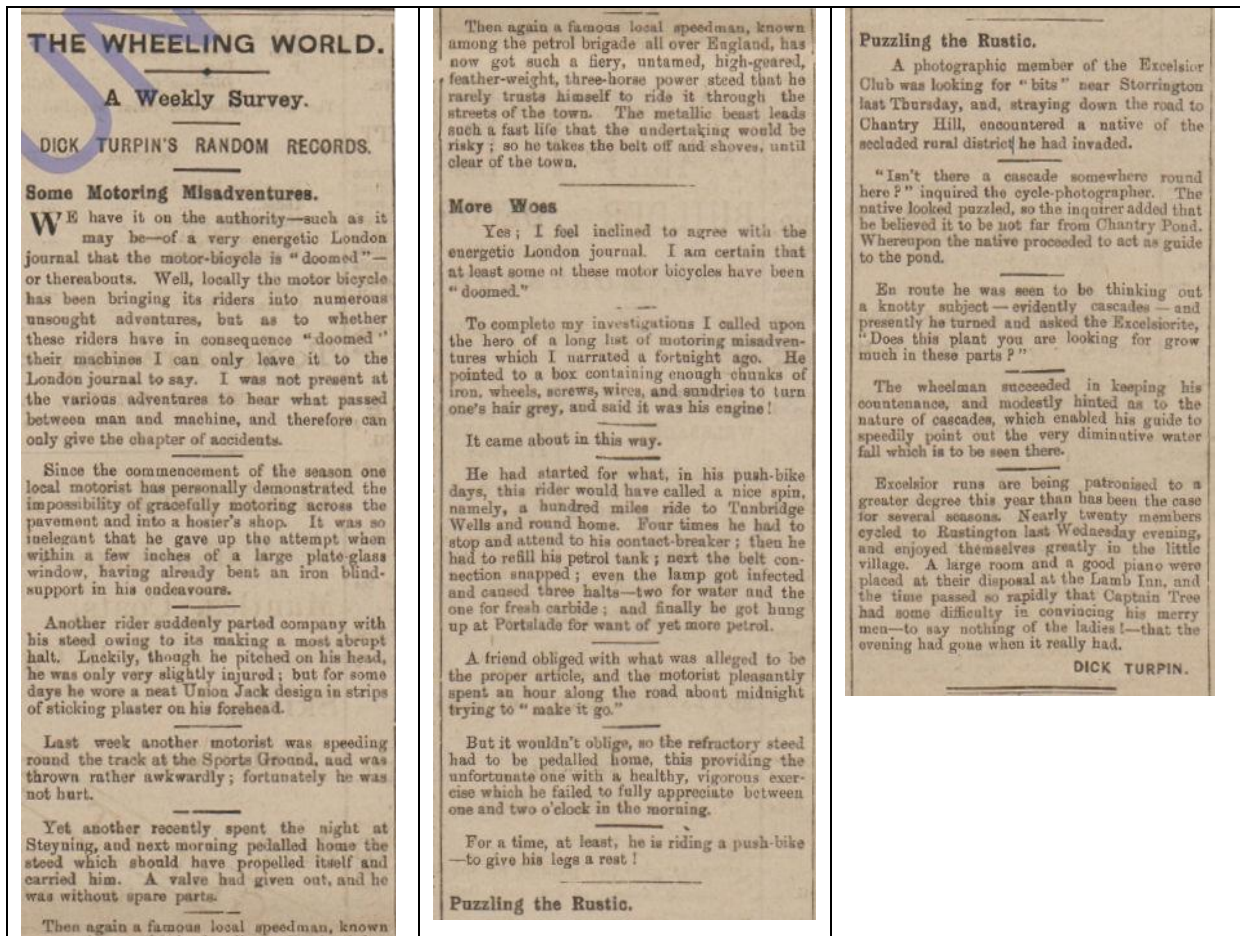 THE WHEELING WORLD.
A Weekly Survey.
DICK TURPIN'S RANDOM RECORDS.
Some Motoring Misadventures.
WE have it on the authority—such as it
may be—of a very energetic London
journal that the motor-bicycle is "doomed"—
or thereabouts. Well, locally the motor bicycle
has been bringing its riders into numerous
unsought adventures, but as to whether
these riders have in consequence "doomed"
their machines I can only leave it to the
London journal to say. I was not present at
the various adventures to hear what passed
between man and machine, and therefore can
only give the chapter of accidents.
Since the commencement of the season one
local motorist has personally demonstrated the
impossibility of gracefully motoring across the
pavement and into a hosier's shop. It was so
inelegant that he gave up the attempt when
within a few inches of a large plate-glass
window, having already bent an iron blind-
support in his endeavours.
Another rider suddenly parted company with
his steed owing to its making a most abrupt
halt. Luckily, though he pitched on his head,
he was only very slightly injured; but for some
days he wore a neat Union Jack design in strips
of sticking plaster on his forehead.
Last week another motorist was speeding
round the track at the Sports Ground, and was
thrown rather awkwardly; fortunately he was
not hurt.
Yet another recently spent the night at
Steyning, and next morning pedalled home the
steed which should have propelled itself and
carried him. A valve had given out, and he
was without spare parts.
Then again a famous local speedman, known
Then again a famous local speedman, known
among the petrol brigade all over England, has
now got such a fiery, untamed, high-geared,
feather-weight, three-horse power steed that he
rarely trusts himself to ride it through the
streets of the town. The metallic beast leads
such a fast life that the undertaking would be
risky; so he takes the belt off and shoves, until
clear of the town.
More Woes
Yes; I feel inclined to agree with the
energetic London journal. I am certain that
at least some of these motor bicycles have been
"doomed."
To complete my investigations I called upon
the hero of a long list of motoring misadven-
tures which I narrated a fortnight ago. He
pointed to a box containing enough chunks of
iron, wheels, screws, wires, and sundries to turn
one's hair grey, and said it was his engine!
It came about in this way.
He had started for what, in his push-bike
days, this rider would have called a nice spin,
namely, a hundred miles ride to Tunbridge
Wells and round home. Four times he had to
stop and attend to his contact-breaker; then he
had to refill his petrol tank; next the belt con-
nection snapped; even the lamp got infected
and caused three halts—two for water and the
one for fresh carbide; and finally he got hung
up at Portslade for want of yet more petrol.
A friend obliged with what was alleged to be
the proper article, and the motorist pleasantly
spent an hour along the road about midnight
trying to "make it go."
But it wouldn't oblige, so the refractory steed
had to be pedalled home, this providing the
unfortunate one with a healthy, vigorous exer-
cise which he failed to fully appreciate between
one and two o'clock in the morning.
For a time, at least, he is riding a push-bike
—to give his legs a rest!
Puzzling the Rustic.
Puzzling the Rustic.
A photographic member of the Excelsior
Club was looking for "bits" near Storrington
last Thursday, and, straying down the road to
Chantry Hill, encountered a native of the
secluded rural district he had invaded.
"Isn't there a cascade somewhere round
here?" inquired the cycle-photographer. The
native looked puzzled, so the inquirer added that
he believed it to be not far from Chantry Pond.
Whereupon the native proceeded to act as guide
to the pond.
En route he was seen to be thinking out
a knotty subject—evidently cascades—and
presently he turned and asked the Excelsiorite,
"Does this plant you are looking for grow
much in these parts?"
The wheelman succeeded in keeping his
countenance, and modestly hinted as to the
nature of cascades, which enabled his guide to
speedily point out the very diminutive water
fall which is to be seen there.
Excelsior runs are being patronised to a
greater degree this year than has been the case
for several seasons. Nearly twenty members
cycled to Rustington last Wednesday evening,
and enjoyed themselves greatly in the little
village. A large room and a good piano were
placed at their disposal at the Lamb Inn, and
the time passed so rapidly that Captain Tree
had some difficulty in convincing his merry
men—to say nothing of the ladies!—that the
evening had gone when it really had.
DICK TURPIN.